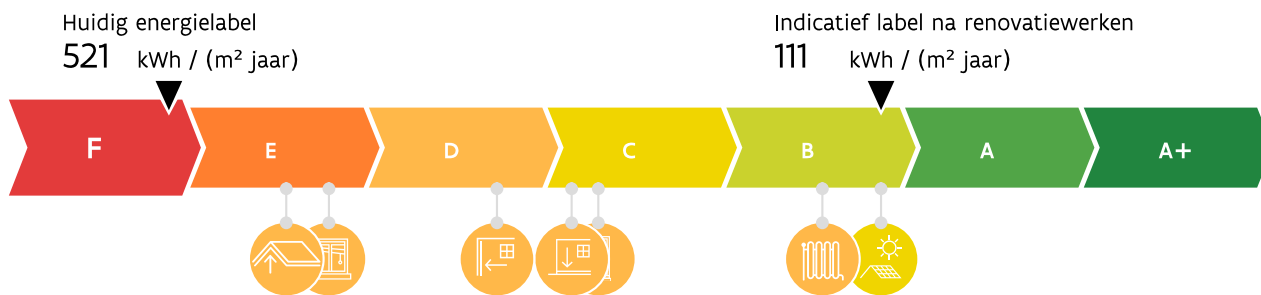 Huidig energielabel
521 kWh / (m² jaar)
Indicatief label na renovatiewerken
111 kWh / (m² jaar)
F E D C B A A+